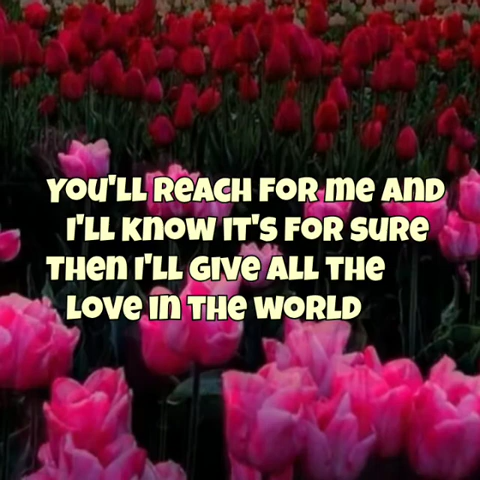 You'll reach for me and
I'll know it's for sure
Then I'll give all the
love in the world